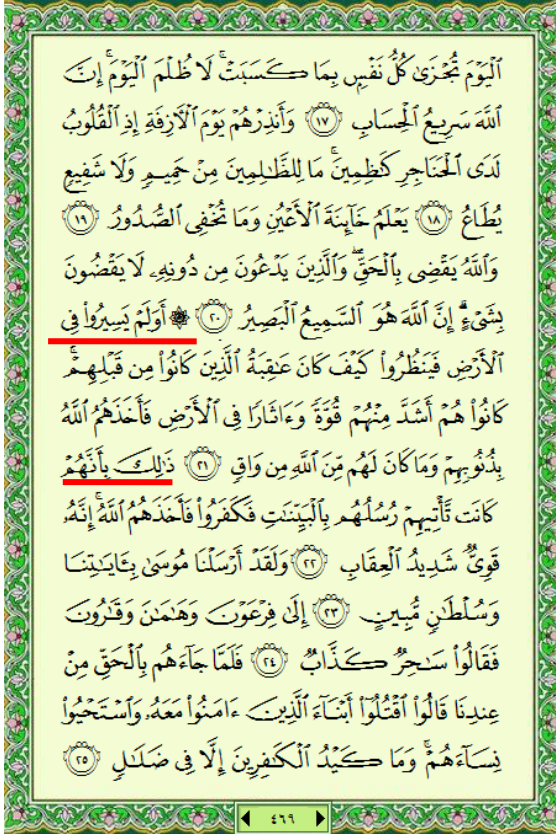 ٱلْيَوْمَ تُجْزَىٰ كُلُّ نَفْسٍۭ بِمَا كَسَبَتْ ۚ لَا ظُلْمَ ٱلْيَوْمَ ۚ إِنَّ
ٱللَّهَ سَرِيعُ ٱلْحِسَابِ ﴿١٧﴾ وَأَنذِرْهُمْ يَوْمَ ٱلْـَٔازِفَةِ إِذِ ٱلْقُلُوبُ
لَدَى ٱلْحَنَاجِرِ كَـٰظِمِينَ ۚ مَا لِلظَّـٰلِمِينَ مِنْ حَمِيمٍ وَلَا شَفِيعٍ
يُطَاعُ ﴿١٨﴾ يَعْلَمُ خَآئِنَةَ ٱلْأَعْيُنِ وَمَا تُخْفِى ٱلصُّدُورُ ﴿١٩﴾
وَٱللَّهُ يَقْضِى بِٱلْحَقِّ ۖ وَٱلَّذِينَ يَدْعُونَ مِن دُونِهِۦ لَا يَقْضُونَ
بِشَىْءٍ ۗ إِنَّ ٱللَّهَ هُوَ ٱلسَّمِيعُ ٱلْبَصِيرُ ﴿٢٠﴾ ۞ أَوَلَمْ يَسِيرُوا۟ فِى
ٱلْأَرْضِ فَيَنظُرُوا۟ كَيْفَ كَانَ عَـٰقِبَةُ ٱلَّذِينَ كَانُوا۟ مِن قَبْلِهِمْ ۚ
كَانُوا۟ هُمْ أَشَدَّ مِنْهُمْ قُوَّةً وَءَاثَارًا فِى ٱلْأَرْضِ فَأَخَذَهُمُ ٱللَّهُ
بِذُنُوبِهِمْ وَمَا كَانَ لَهُم مِّنَ ٱللَّهِ مِن وَاقٍ ﴿٢١﴾ ذَٰلِكَ بِأَنَّهُمْ
كَانَت تَّأْتِيهِمْ رُسُلُهُم بِٱلْبَيِّنَـٰتِ فَكَفَرُوا۟ فَأَخَذَهُمُ ٱللَّهُ ۚ إِنَّهُۥ
قَوِىٌّ شَدِيدُ ٱلْعِقَابِ ﴿٢٢﴾ وَلَقَدْ أَرْسَلْنَا مُوسَىٰ بِـَٔايَـٰتِنَا
وَسُلْطَـٰنٍ مُّبِينٍ ﴿٢٣﴾ إِلَىٰ فِرْعَوْنَ وَهَـٰمَـٰنَ وَقَـٰرُونَ
فَقَالُوا۟ سَـٰحِرٌ كَذَّابٌ ﴿٢٤﴾ فَلَمَّا جَآءَهُم بِٱلْحَقِّ مِنْ
عِندِنَا قَالُوا۟ ٱقْتُلُوٓا۟ أَبْنَآءَ ٱلَّذِينَ ءَامَنُوا۟ مَعَهُۥ وَٱسْتَحْيُوا۟
نِسَآءَهُمْ ۚ وَمَا كَيْدُ ٱلْكَـٰفِرِينَ إِلَّا فِى ضَلَـٰلٍ ﴿٢٥﴾
٤٦٩